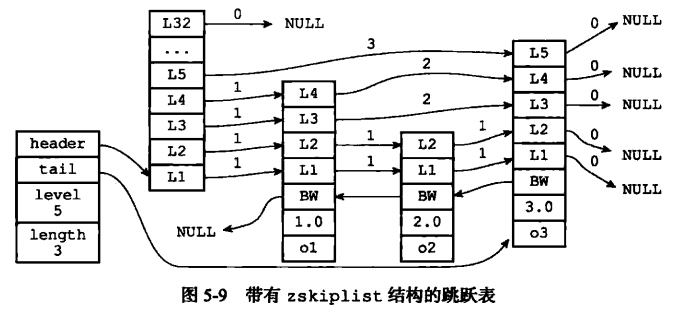 L32 0 NULL
...
L5 3
L4 1
L3 1
L2 1
L1 1
header
tail
level
5
length
3
NULL
L4 2
L3 2
L2 1
L1 1
BW
1.0
o1
L2 1
L1 1
BW
2.0
o2
L5 0 NULL
L4 0 NULL
L3 0 NULL
L2 0 NULL
L1 0 NULL
BW
3.0
o3
图 5-9 带有 zskiplist 结构的跳跃表